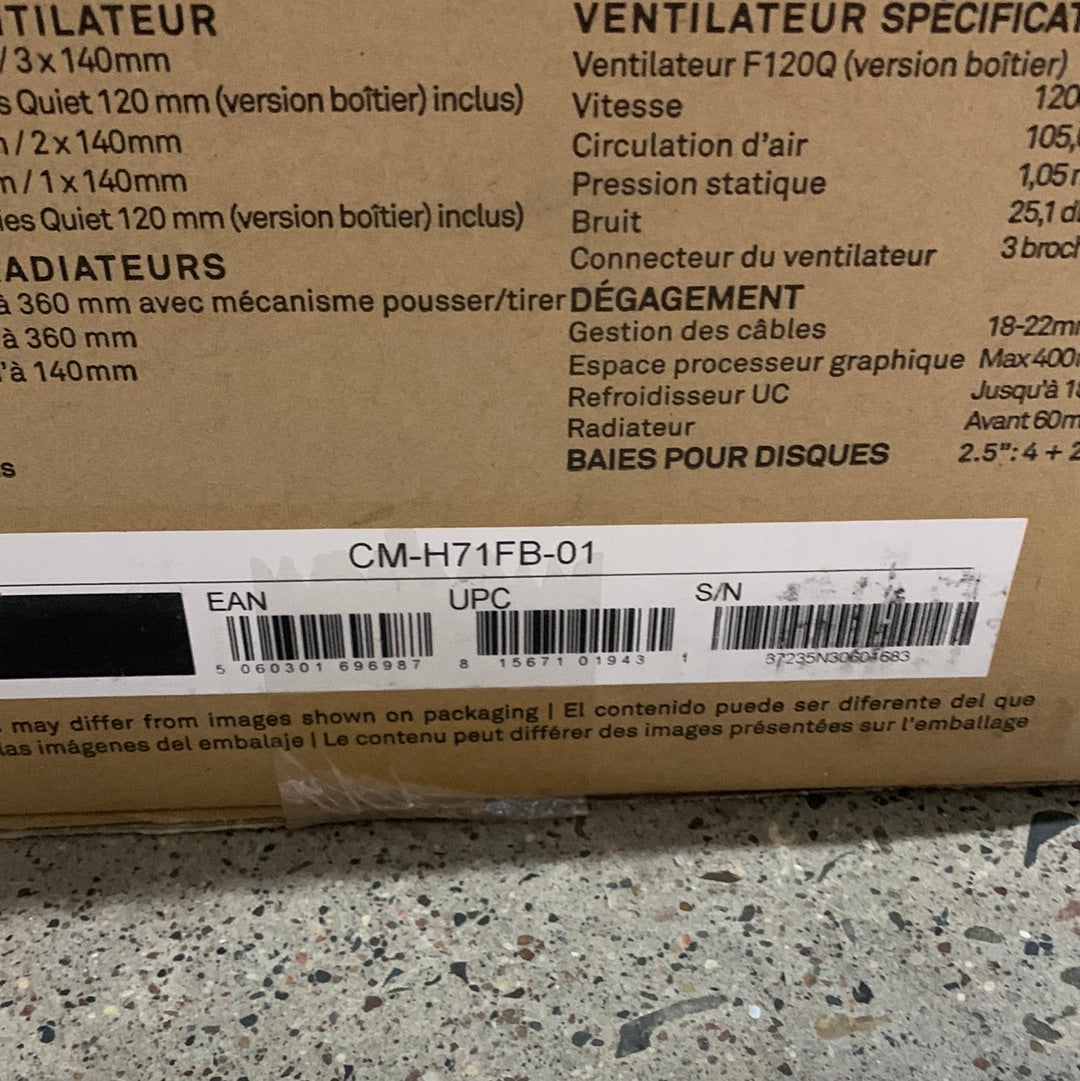 TILATEUR
/ 3 x 140mm
s Quiet 120 mm (version boîtier) inclus)
/ 2 x 140mm
/ 1 x 140mm
ies Quiet 120 mm (version boîtier) inclus)
ADIATEURS
à 360 mm avec mécanisme pousser/tirer
à 360 mm
'à 140mm
s
VENTILATEUR SPÉCIFICAT
Ventilateur F120Q (version boîtier)
Vitesse 120
Circulation d'air 105,
Pression statique 1,05
Bruit 25,1 d
Connecteur du ventilateur 3 broch
DÉGAGEMENT
Gestion des câbles 18-22m
Espace processeur graphique Max400
Refroidisseur UC Jusqu'à 18
Radiateur Avant 60m
BAIES POUR DISQUES 2.5”: 4 + 2
CM-H71FB-01
EAN UPC S/N
5 060301 696987 8 15671 01943 1 37235N30604683
may differ from images shown on packaging | El contenido puede ser diferente del que
las imágenes del embalaje | Le contenu peut différer des images présentées sur l'emballage